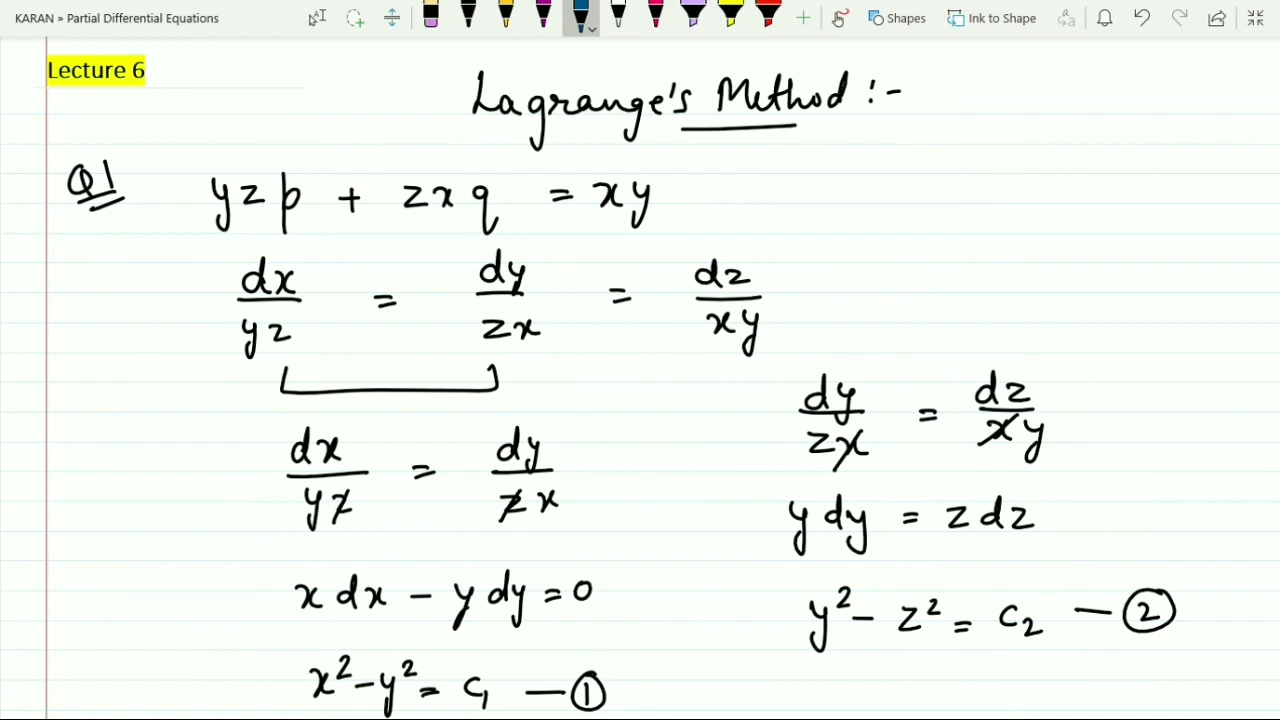 KARAN » Partial Differential Equations
Shapes
Ink to Shape
Lecture 6
Lagrange's Method :-
Q1 yzp + zxq = xy
dx/yz = dy/zx = dz/xy
dx/yz = dy/zx
x dx - y dy = 0
x² - y² = c₁ — ①
dy/zx = dz/xy
y dy = z dz
y² - z² = c₂ — ②